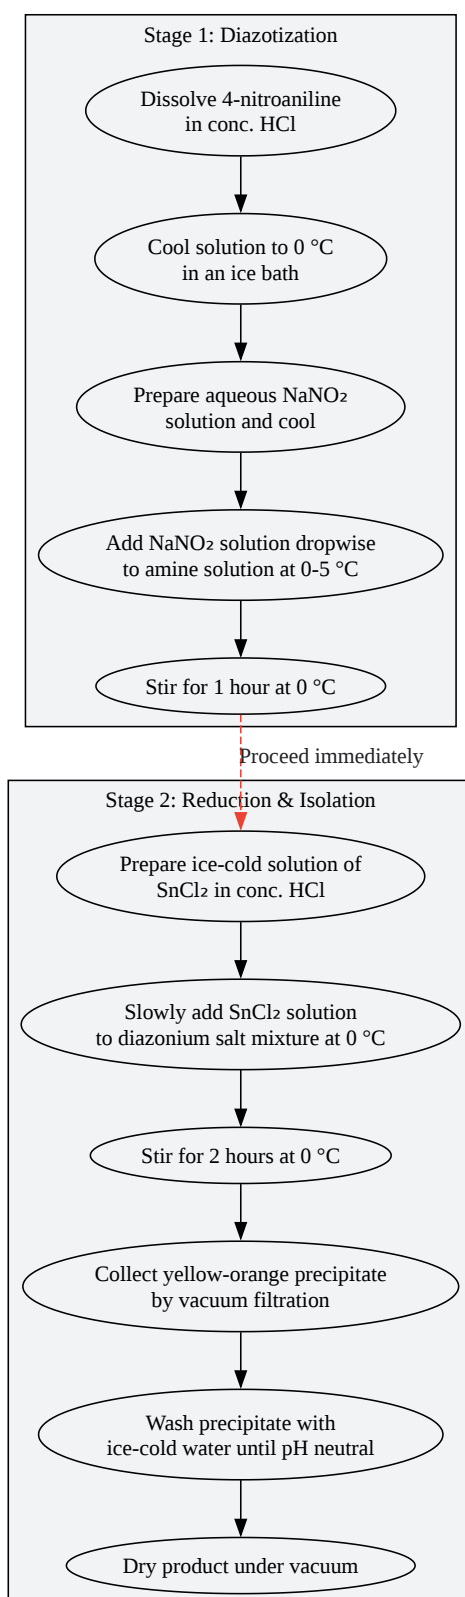 Stage 1: Diazotization
Dissolve 4-nitroaniline
in conc. HCl
Cool solution to 0 °C
in an ice bath
Prepare aqueous NaNO₂
solution and cool
Add NaNO₂ solution dropwise
to amine solution at 0-5 °C
Stir for 1 hour at 0 °C
Proceed immediately
Stage 2: Reduction & Isolation
Prepare ice-cold solution of
SnCl₂ in conc. HCl
Slowly add SnCl₂ solution
to diazonium salt mixture at 0 °C
Stir for 2 hours at 0 °C
Collect yellow-orange precipitate
by vacuum filtration
Wash precipitate with
ice-cold water until pH neutral
Dry product under vacuum